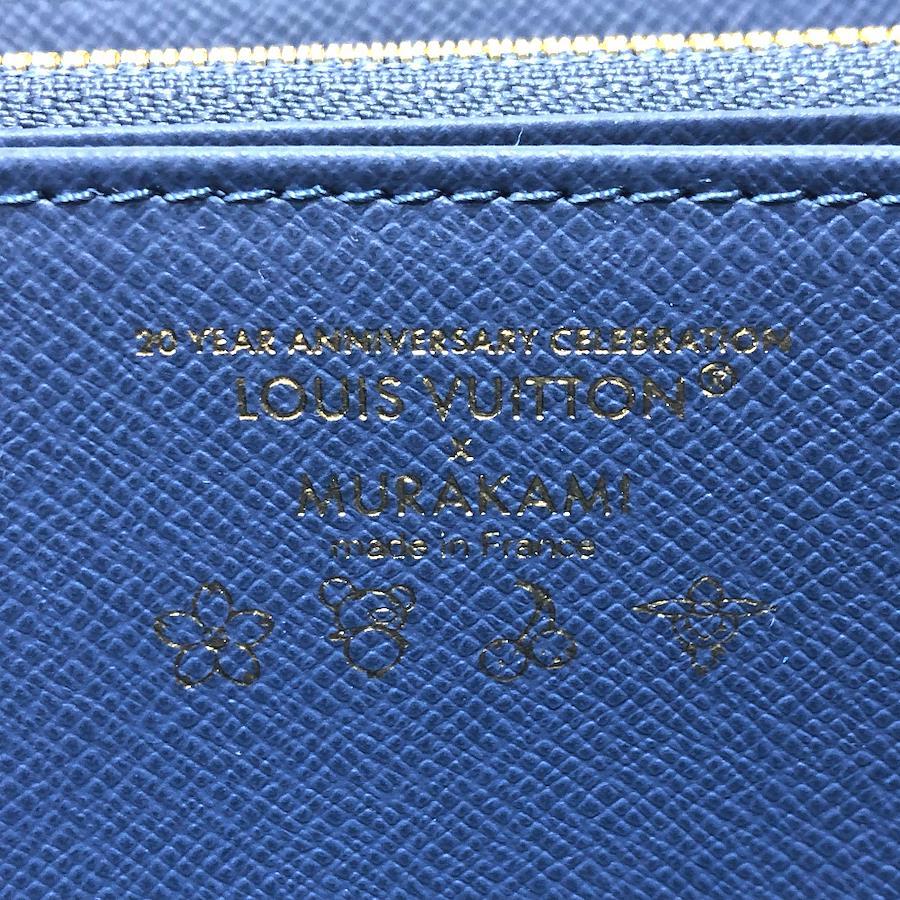 20 YEAR ANNIVERSARY CELEBRATION
LOUIS VUITTON®
x
MURAKAMI
made in France